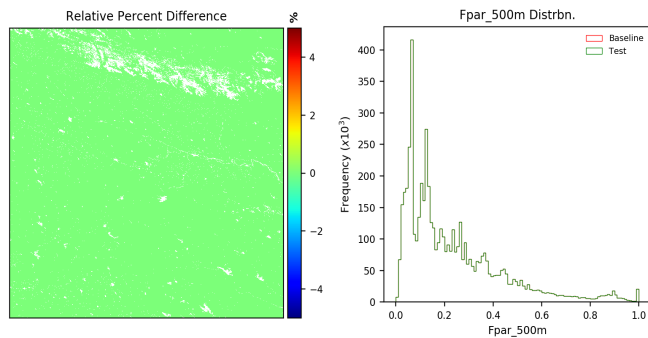 Relative Percent Difference
%
4
2
0
−2
−4
Fpar_500m Distrbn.
Baseline
Test
Frequency (x10³)
400
350
300
250
200
150
100
50
0
0.0 0.2 0.4 0.6 0.8 1.0
Fpar_500m